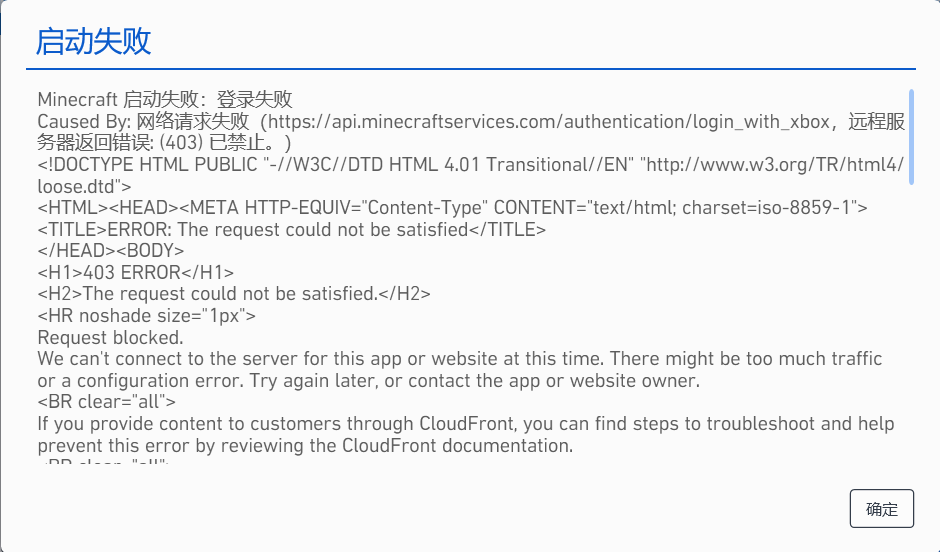 启动失败
Minecraft 启动失败：登录失败
Caused By: 网络请求失败（https://api.minecraftservices.com/authentication/login_with_xbox，远程服
务器返回错误: (403) 已禁止。）
<!DOCTYPE HTML PUBLIC "-//W3C//DTD HTML 4.01 Transitional//EN" "http://www.w3.org/TR/html4/
loose.dtd">
<HTML><HEAD><META HTTP-EQUIV="Content-Type" CONTENT="text/html; charset=iso-8859-1">
<TITLE>ERROR: The request could not be satisfied</TITLE>
</HEAD><BODY>
<H1>403 ERROR</H1>
<H2>The request could not be satisfied.</H2>
<HR noshade size="1px">
Request blocked.
We can't connect to the server for this app or website at this time. There might be too much traffic
or a configuration error. Try again later, or contact the app or website owner.
<BR clear="all">
If you provide content to customers through CloudFront, you can find steps to troubleshoot and help
prevent this error by reviewing the CloudFront documentation.
<BR clear="all">
确定